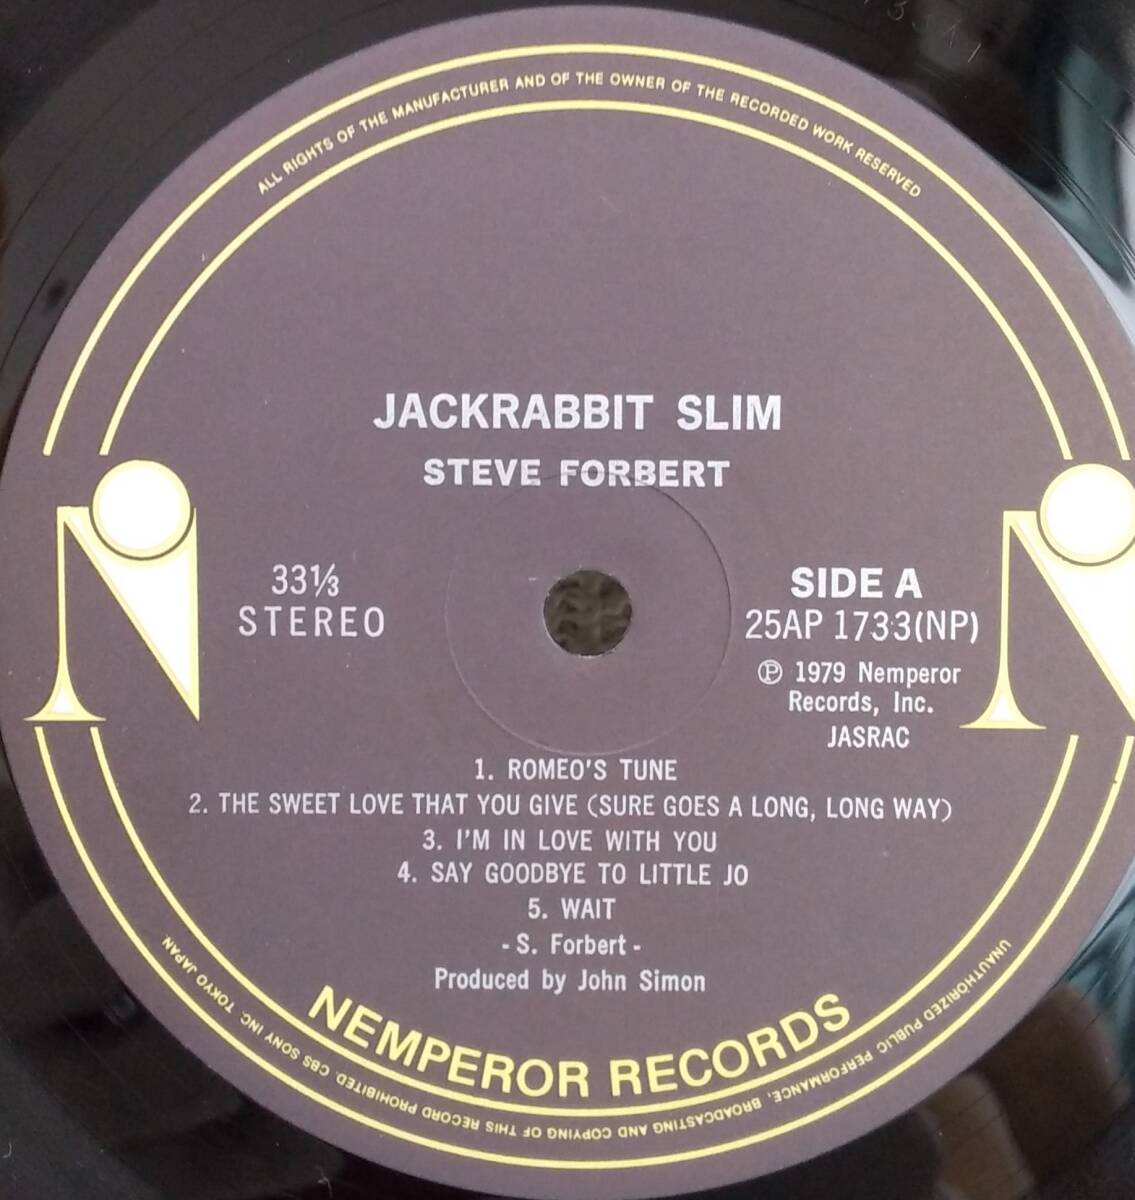 ALL RIGHTS OF THE MANUFACTURER AND OF THE OWNER OF THE RECORDED WORK RESERVED
JACKRABBIT SLIM
STEVE FORBERT
33⅓
STEREO
SIDE A
25AP 1733(NP)
℗ 1979 Nemperor
Records, Inc.
JASRAC
1. ROMEO'S TUNE
2. THE SWEET LOVE THAT YOU GIVE (SURE GOES A LONG, LONG WAY)
3. I'M IN LOVE WITH YOU
4. SAY GOODBYE TO LITTLE JO
5. WAIT
- S. Forbert -
Produced by John Simon
NEMPEROR RECORDS
UNAUTHORIZED PUBLIC PERFORMANCE, BROADCASTING AND COPYING OF THIS RECORD PROHIBITED. CBS SONY INC. TOKYO JAPAN.